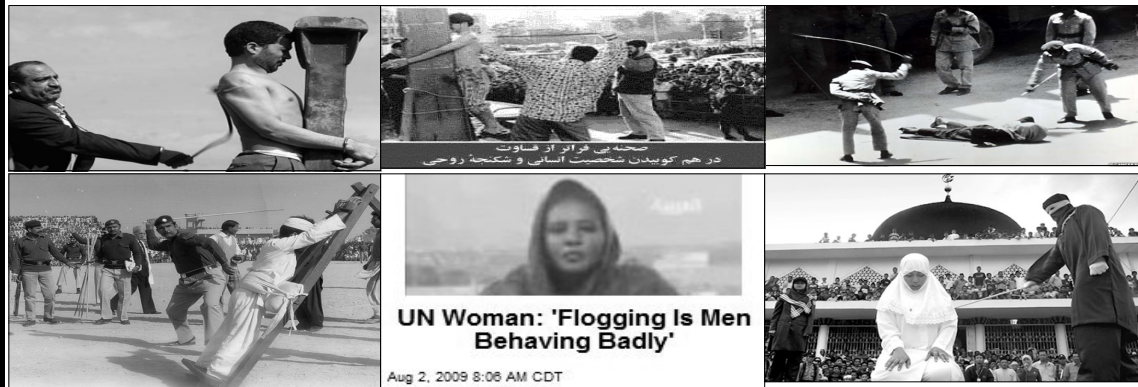 صحنه یی فراتر از قساوت
در هم کوبیدن شخصیت انسانی و شکنجهٔ روحی
UN Woman: 'Flogging Is Men
Behaving Badly'
Aug 2, 2009 8:06 AM CDT